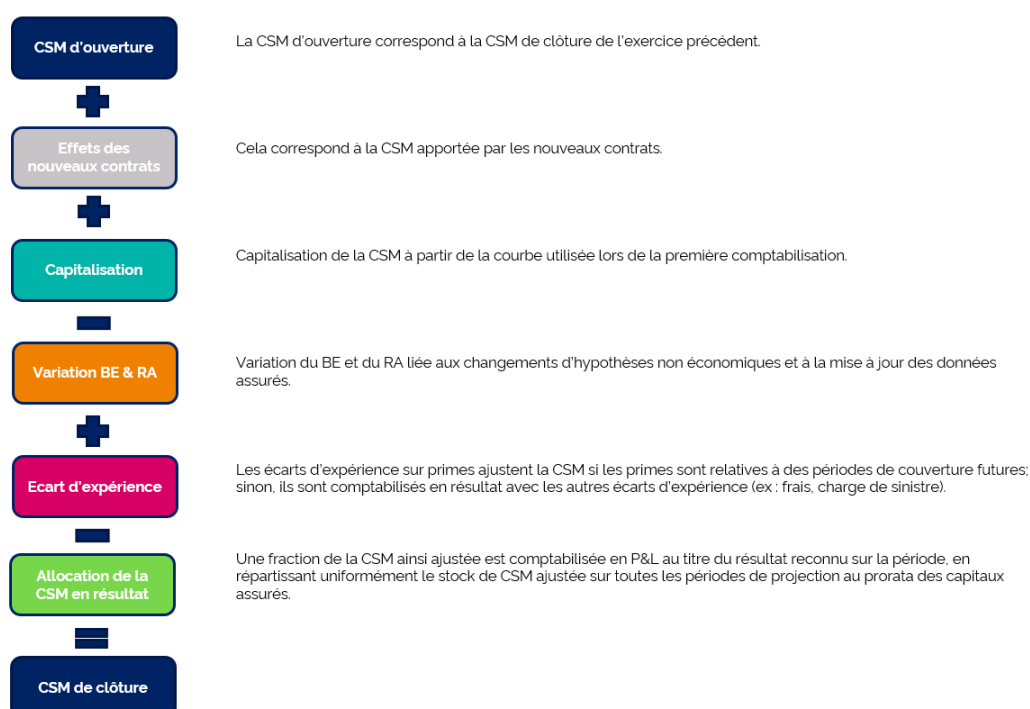 CSM d'ouverture
La CSM d'ouverture correspond à la CSM de clôture de l'exercice précédent.
Effets des
nouveaux contrats
Cela correspond à la CSM apportée par les nouveaux contrats.
Capitalisation
Capitalisation de la CSM à partir de la courbe utilisée lors de la première comptabilisation.
Variation BE & RA
Variation du BE et du RA liée aux changements d'hypothèses non économiques et à la mise à jour des données
assurés.
Ecart d'expérience
Les écarts d'expérience sur primes ajustent la CSM si les primes sont relatives à des périodes de couverture futures;
sinon, ils sont comptabilisés en résultat avec les autres écarts d'expérience (ex : frais, charge de sinistre).
Allocation de la
CSM en résultat
Une fraction de la CSM ainsi ajustée est comptabilisée en P&L au titre du résultat reconnu sur la période, en
répartissant uniformément le stock de CSM ajustée sur toutes les périodes de projection au prorata des capitaux
assurés.
CSM de clôture